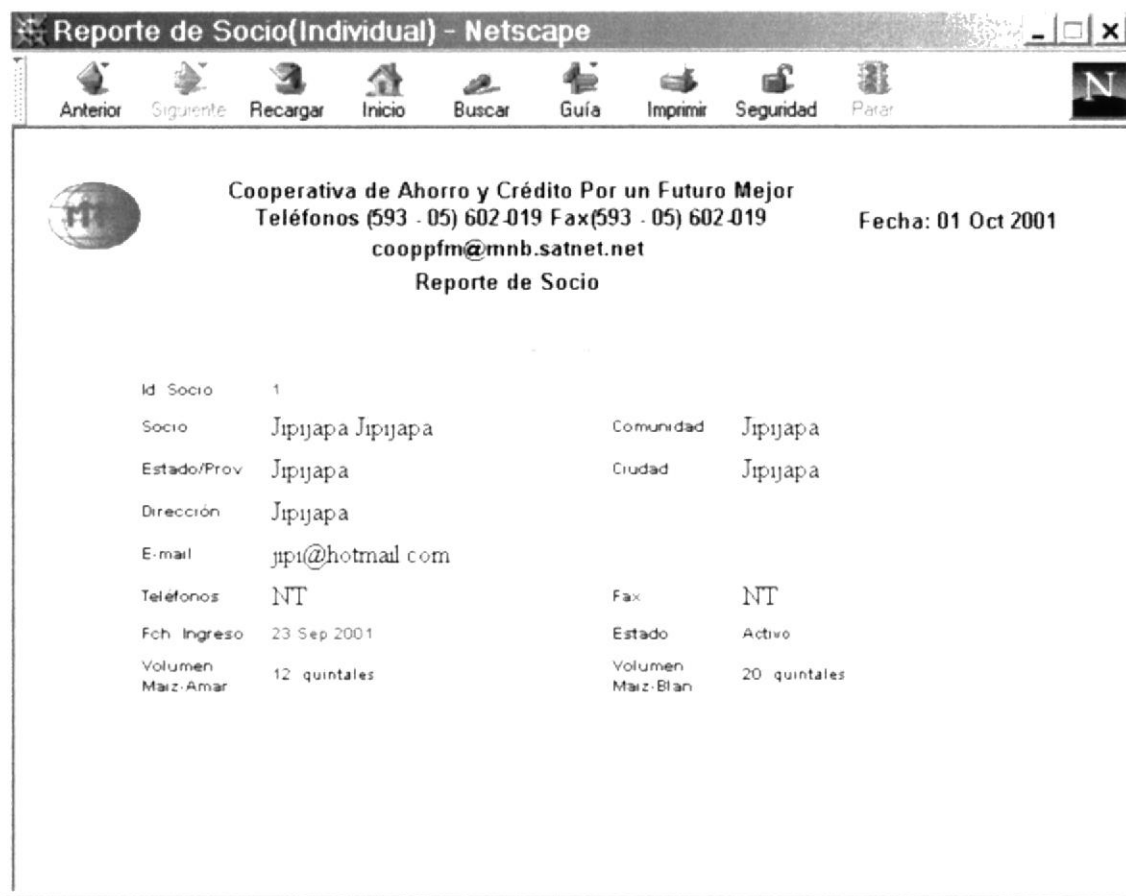 Reporte de Socio(Individual) - Netscape
Anterior Siguiente Recargar Inicio Buscar Guía Imprimir Seguridad Parar
N
Cooperativa de Ahorro y Crédito Por un Futuro Mejor
Teléfonos (593 - 05) 602-019 Fax(593 - 05) 602-019 Fecha: 01 Oct 2001
cooppfm@mnb.satnet.net
Reporte de Socio
Id Socio 1
Socio Jipijapa Jipijapa Comunidad Jipijapa
Estado/Prov Jipijapa Ciudad Jipijapa
Dirección Jipijapa
E-mail jipi@hotmail.com
Teléfonos NT Fax NT
Fch Ingreso 23 Sep 2001 Estado Activo
Volumen Maiz-Amar 12 quintales Volumen Maiz-Blan 20 quintales